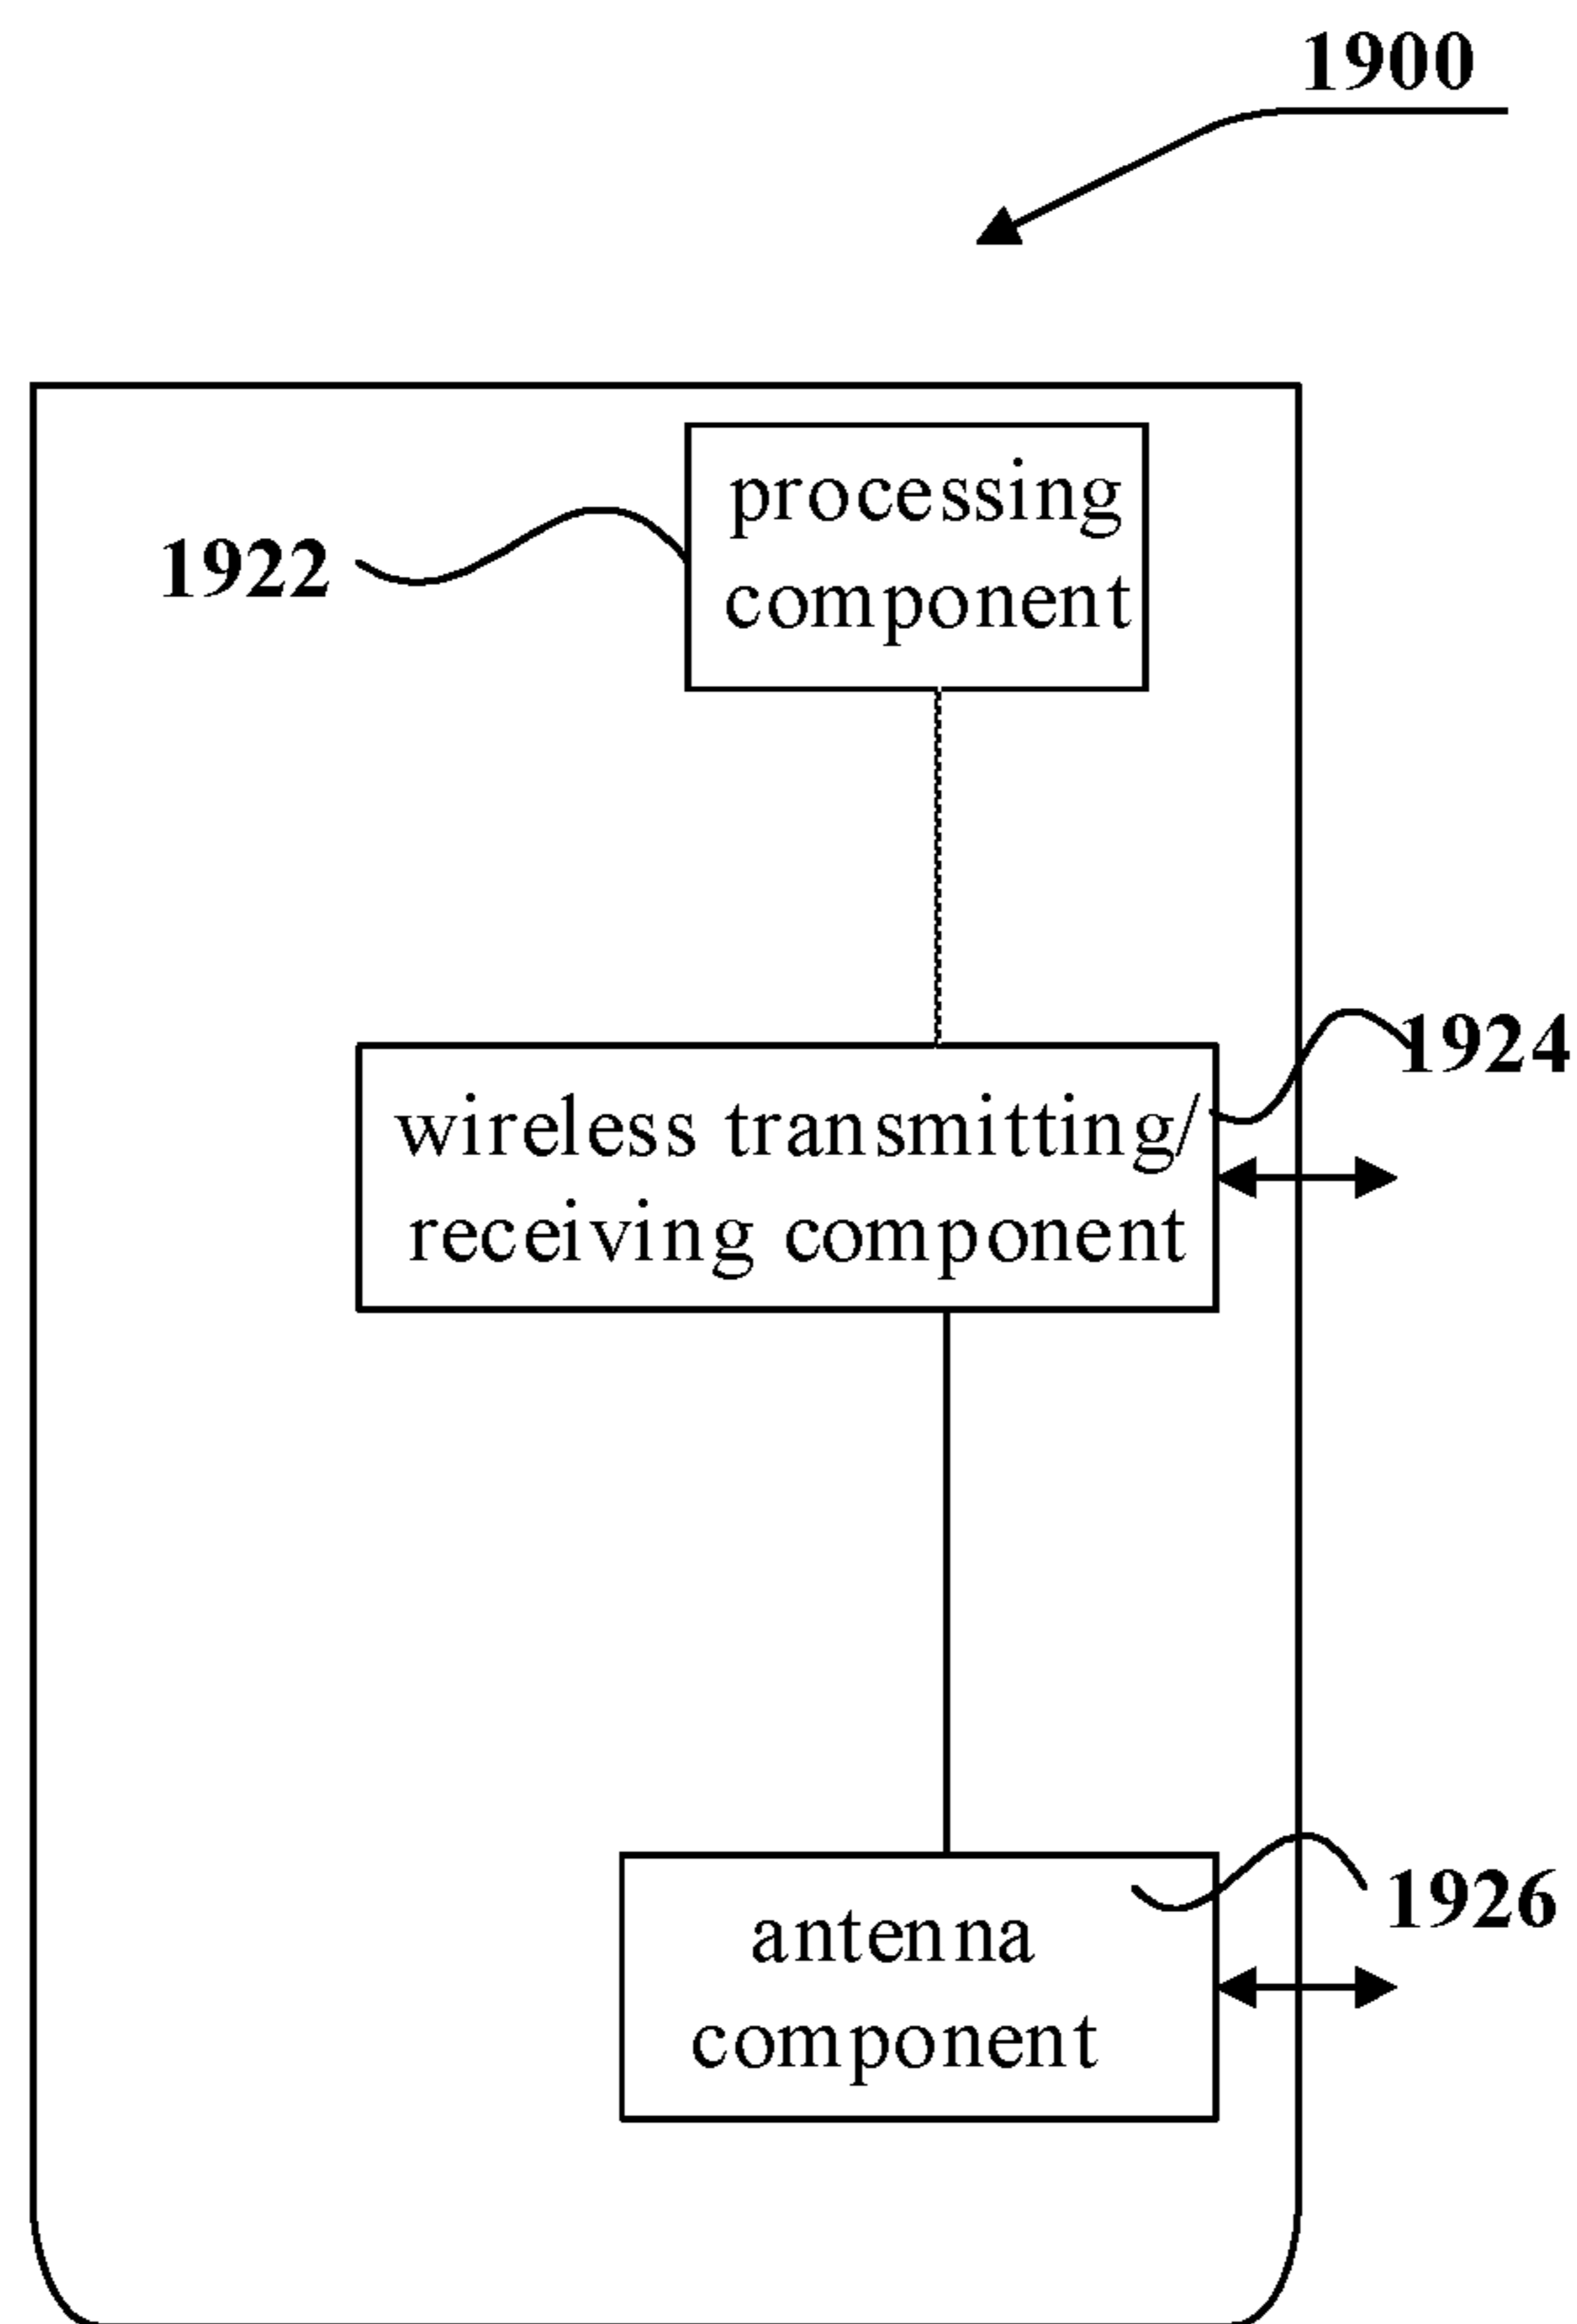 1900
processing
component
1922
1924
wireless transmitting/
receiving component
1926
antenna
component